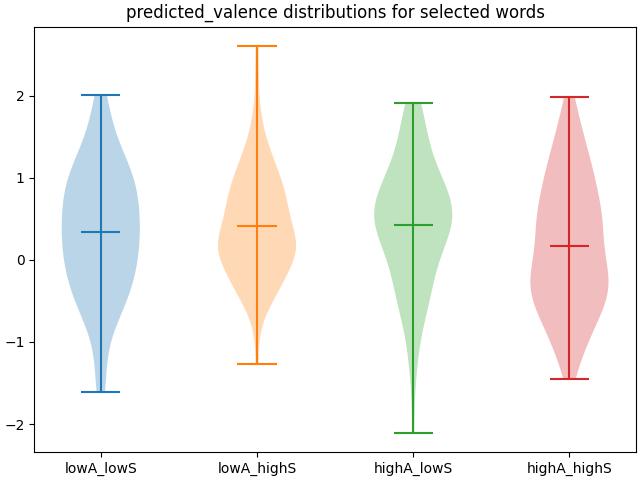 predicted_valence distributions for selected words
2
1
0
−1
−2
lowA_lowS
lowA_highS
highA_lowS
highA_highS